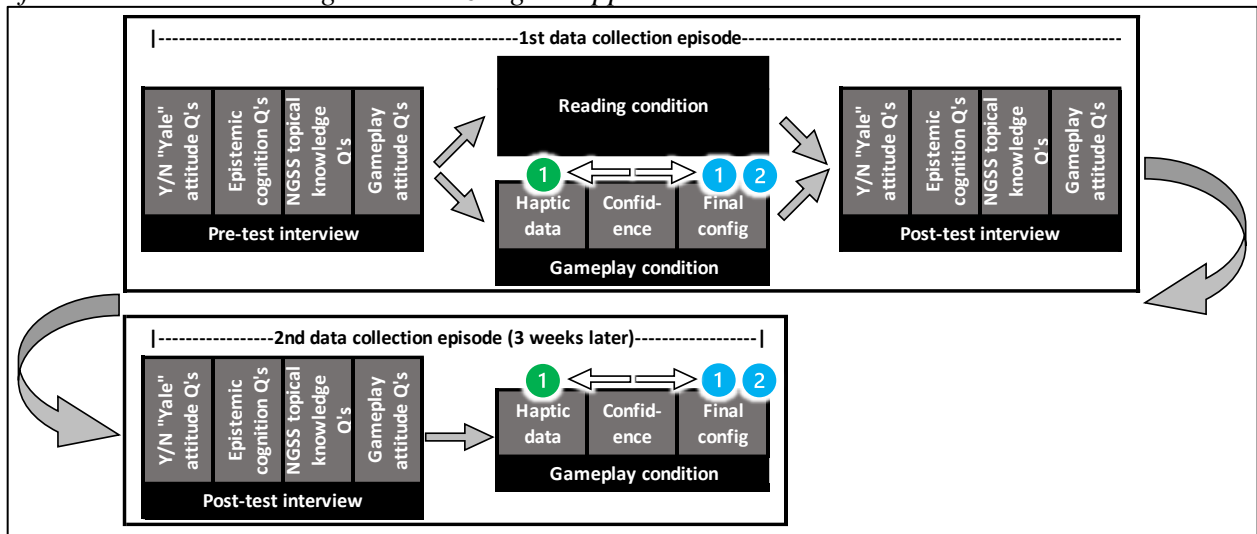 |----------------------------------------------1st data collection episode------------------------------------------------
Y/N "Yale"
attitude Q's
Epistemic
cognition Q's
NGSS topical
knowledge
Q's
Gameplay
attitude Q's
Pre-test interview
Reading condition
1
1
2
Haptic
data
Confid-
ence
Final
config
Gameplay condition
Y/N "Yale"
attitude Q's
Epistemic
cognition Q's
NGSS topical
knowledge
Q's
Gameplay
attitude Q's
Post-test interview
|--------------2nd data collection episode (3 weeks later)---------------|
Y/N "Yale"
attitude Q's
Epistemic
cognition Q's
NGSS topical
knowledge
Q's
Gameplay
attitude Q's
Post-test interview
1
1
2
Haptic
data
Confid-
ence
Final
config
Gameplay condition